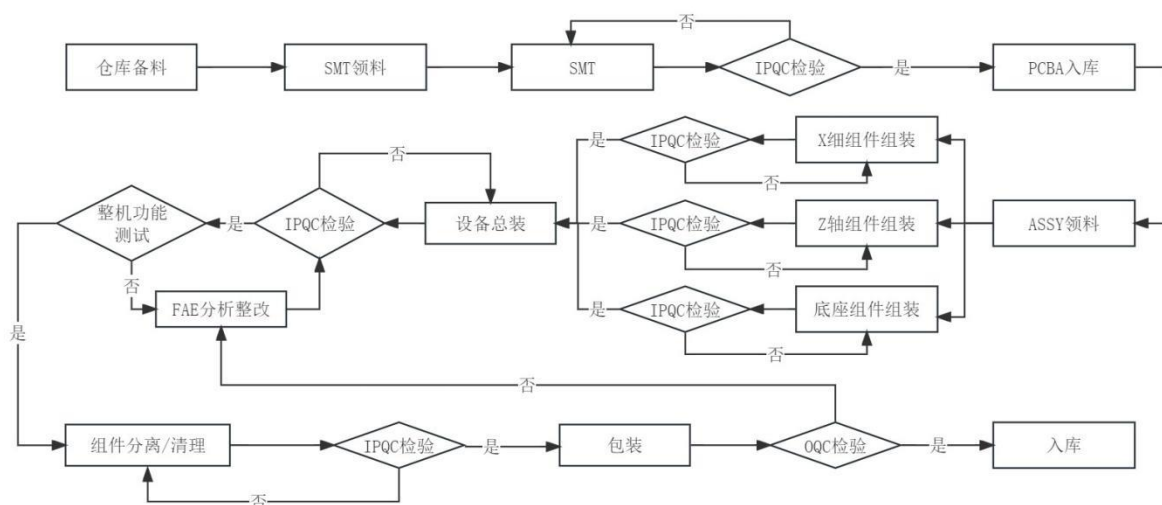 否
仓库备料
SMT领料
SMT
IPQC检验
是
PCBA入库
是
IPQC检验
X细组件组装
否
否
整机功能
测试
是
IPQC检验
设备总装
是
IPQC检验
Z轴组件组装
ASSY领料
否
否
FAE分析整改
是
IPQC检验
底座组件组装
是
否
否
组件分离/清理
IPQC检验
是
包装
OQC检验
是
入库
否